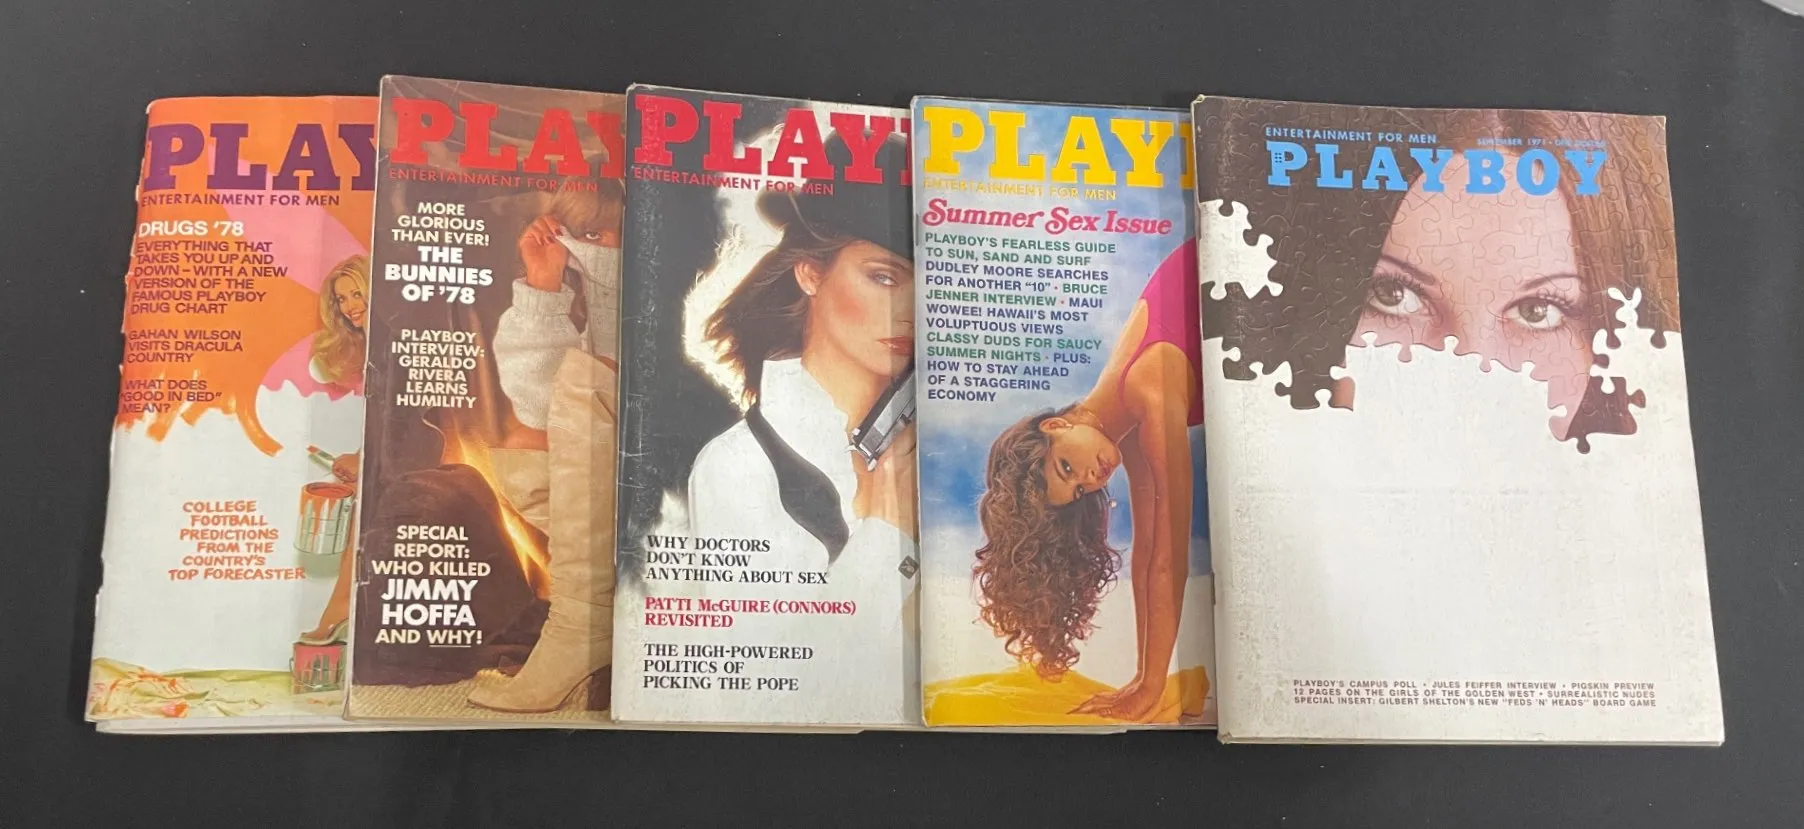 PLAY
ENTERTAINMENT FOR MEN
DRUGS '78
EVERYTHING THAT
TAKES YOU UP AND
DOWN – WITH A NEW
VERSION OF THE
FAMOUS PLAYBOY
DRUG CHART
GAHAN WILSON
VISITS DRACULA
COUNTRY
WHAT DOES
"GOOD IN BED"
MEAN?
COLLEGE
FOOTBALL
PREDICTIONS
FROM THE
COUNTRY'S
TOP FORECASTER
PLAY
ENTERTAINMENT FOR MEN
MORE
GLORIOUS
THAN EVER!
THE
BUNNIES
OF '78
PLAYBOY
INTERVIEW:
GERALDO
RIVERA
LEARNS
HUMILITY
SPECIAL
REPORT:
WHO KILLED
JIMMY
HOFFA
AND WHY!
PLAY
ENTERTAINMENT FOR MEN
WHY DOCTORS
DON'T KNOW
ANYTHING ABOUT SEX
PATTI McGUIRE (CONNORS)
REVISITED
THE HIGH-POWERED
POLITICS OF
PICKING THE POPE
PLAY
ENTERTAINMENT FOR MEN
Summer Sex Issue
PLAYBOY'S FEARLESS GUIDE
TO SUN, SAND AND SURF
DUDLEY MOORE SEARCHES
FOR ANOTHER "10" • BRUCE
JENNER INTERVIEW • MAUI
WOWEE! HAWAII'S MOST
VOLUPTUOUS VIEWS
CLASSY DUDS FOR SAUCY
SUMMER NIGHTS • PLUS:
HOW TO STAY AHEAD
OF A STAGGERING
ECONOMY
ENTERTAINMENT FOR MEN SEPTEMBER 1971 • ONE DOLLAR
PLAYBOY
PLAYBOY'S CAMPUS POLL • JULES FEIFFER INTERVIEW • PIGSKIN PREVIEW
12 PAGES ON THE GIRLS OF THE GOLDEN WEST • SURREALISTIC NUDES
SPECIAL INSERT: GILBERT SHELTON'S NEW "FEDS 'N' HEADS" BOARD GAME